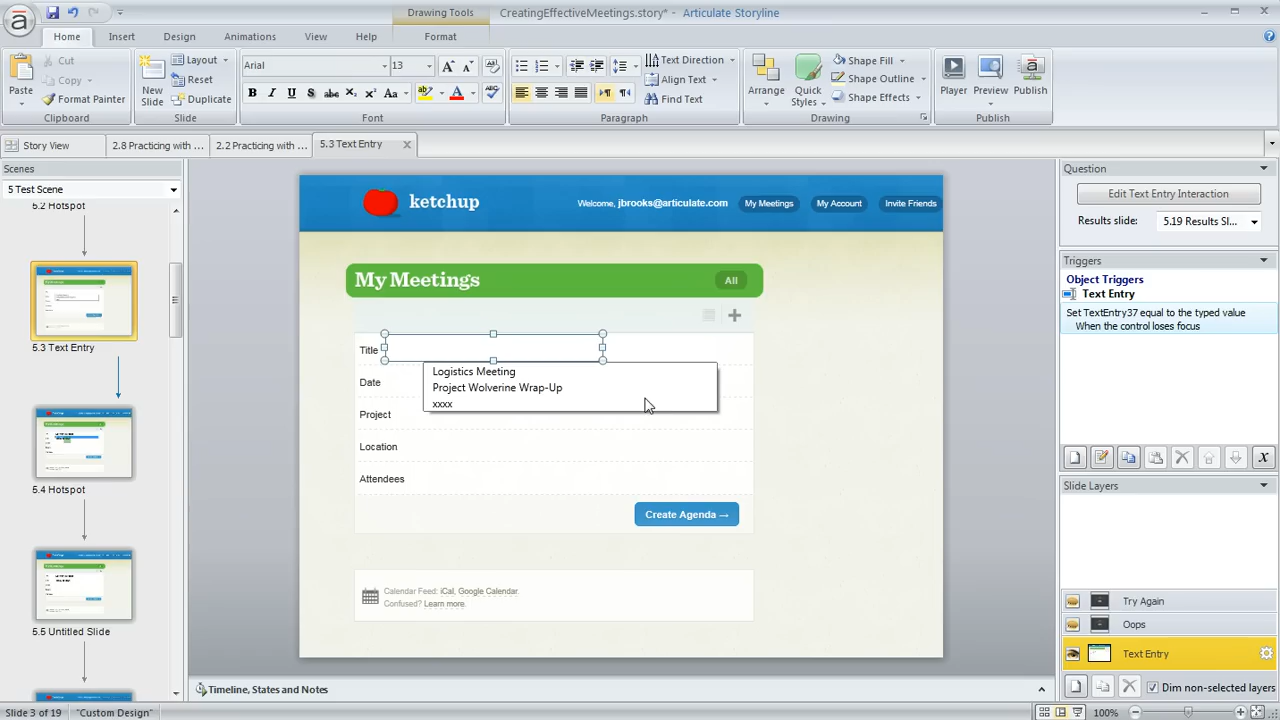 Drawing Tools
CreatingEffectiveMeetings.story* - Articulate Storyline
Home Insert Design Animations View Help Format
Paste
Cut
Copy
Format Painter
Clipboard
New Slide
Layout
Reset
Duplicate
Slide
Arial 13
B I U S abc X² X₂ Aa
Font
Text Direction
Align Text
Find Text
Paragraph
Arrange
Quick Styles
Shape Fill
Shape Outline
Shape Effects
Drawing
Player
Preview
Publish
Publish
Story View
2.8 Practicing with ...
2.2 Practicing with ...
5.3 Text Entry
Scenes
5 Test Scene
5.2 Hotspot
5.3 Text Entry
5.4 Hotspot
5.5 Untitled Slide
ketchup
Welcome, jbrooks@articulate.com
My Meetings
My Account
Invite Friends
My Meetings
All
Title
Logistics Meeting
Project Wolverine Wrap-Up
xxxx
Date
Project
Location
Attendees
Create Agenda →
Calendar Feed: iCal, Google Calendar.
Confused? Learn more.
Question
Edit Text Entry Interaction
Results slide: 5.19 Results Sl...
Triggers
Object Triggers
Text Entry
Set TextEntry37 equal to the typed value
When the control loses focus
Slide Layers
Try Again
Oops
Text Entry
Dim non-selected layers
Timeline, States and Notes
Slide 3 of 19
"Custom Design"
100%